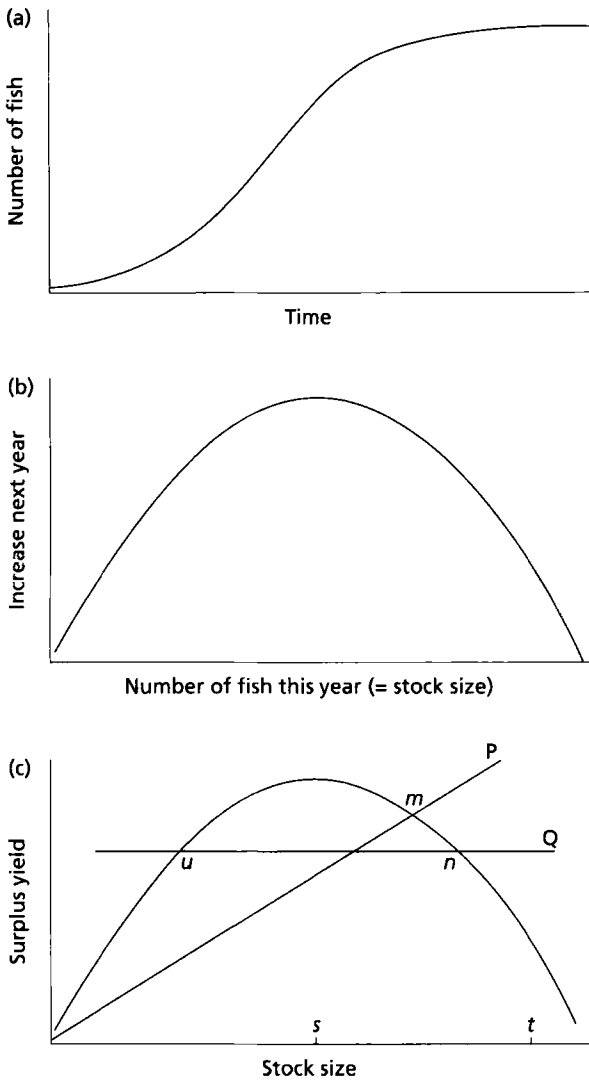 (a)
Number of fish
Time
(b)
Increase next year
Number of fish this year (= stock size)
(c)
P
m
Q
u
n
Surplus yield
s
t
Stock size